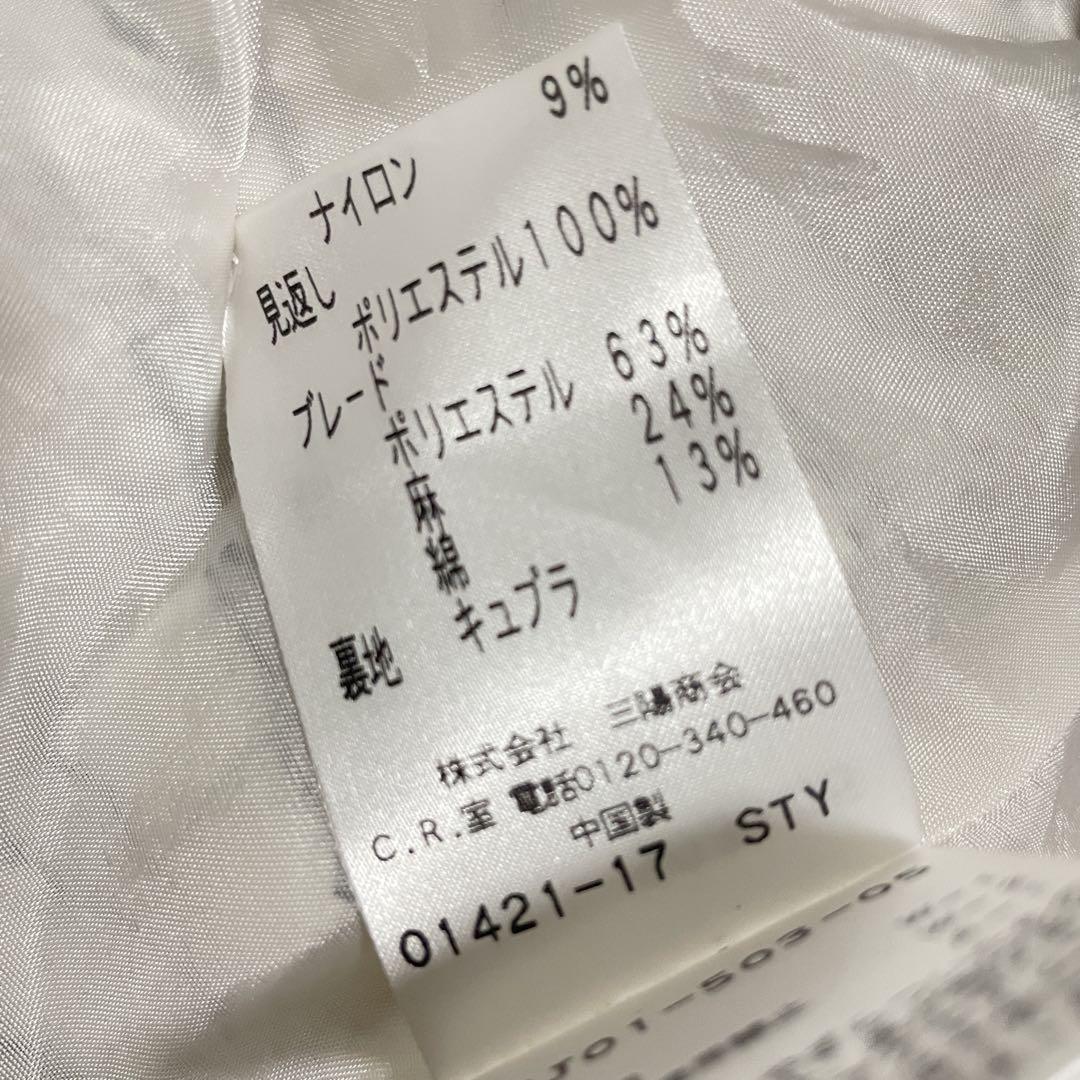 ナイロン 9%
見返し
ポリエステル100%
ブレード
ポリエステル 63%
麻 24%
綿 13%
裏地 キュプラ
株式会社 三陽商会
C.R.室 電話0120-340-460
中国製
01421-17 STY
J01-503-05